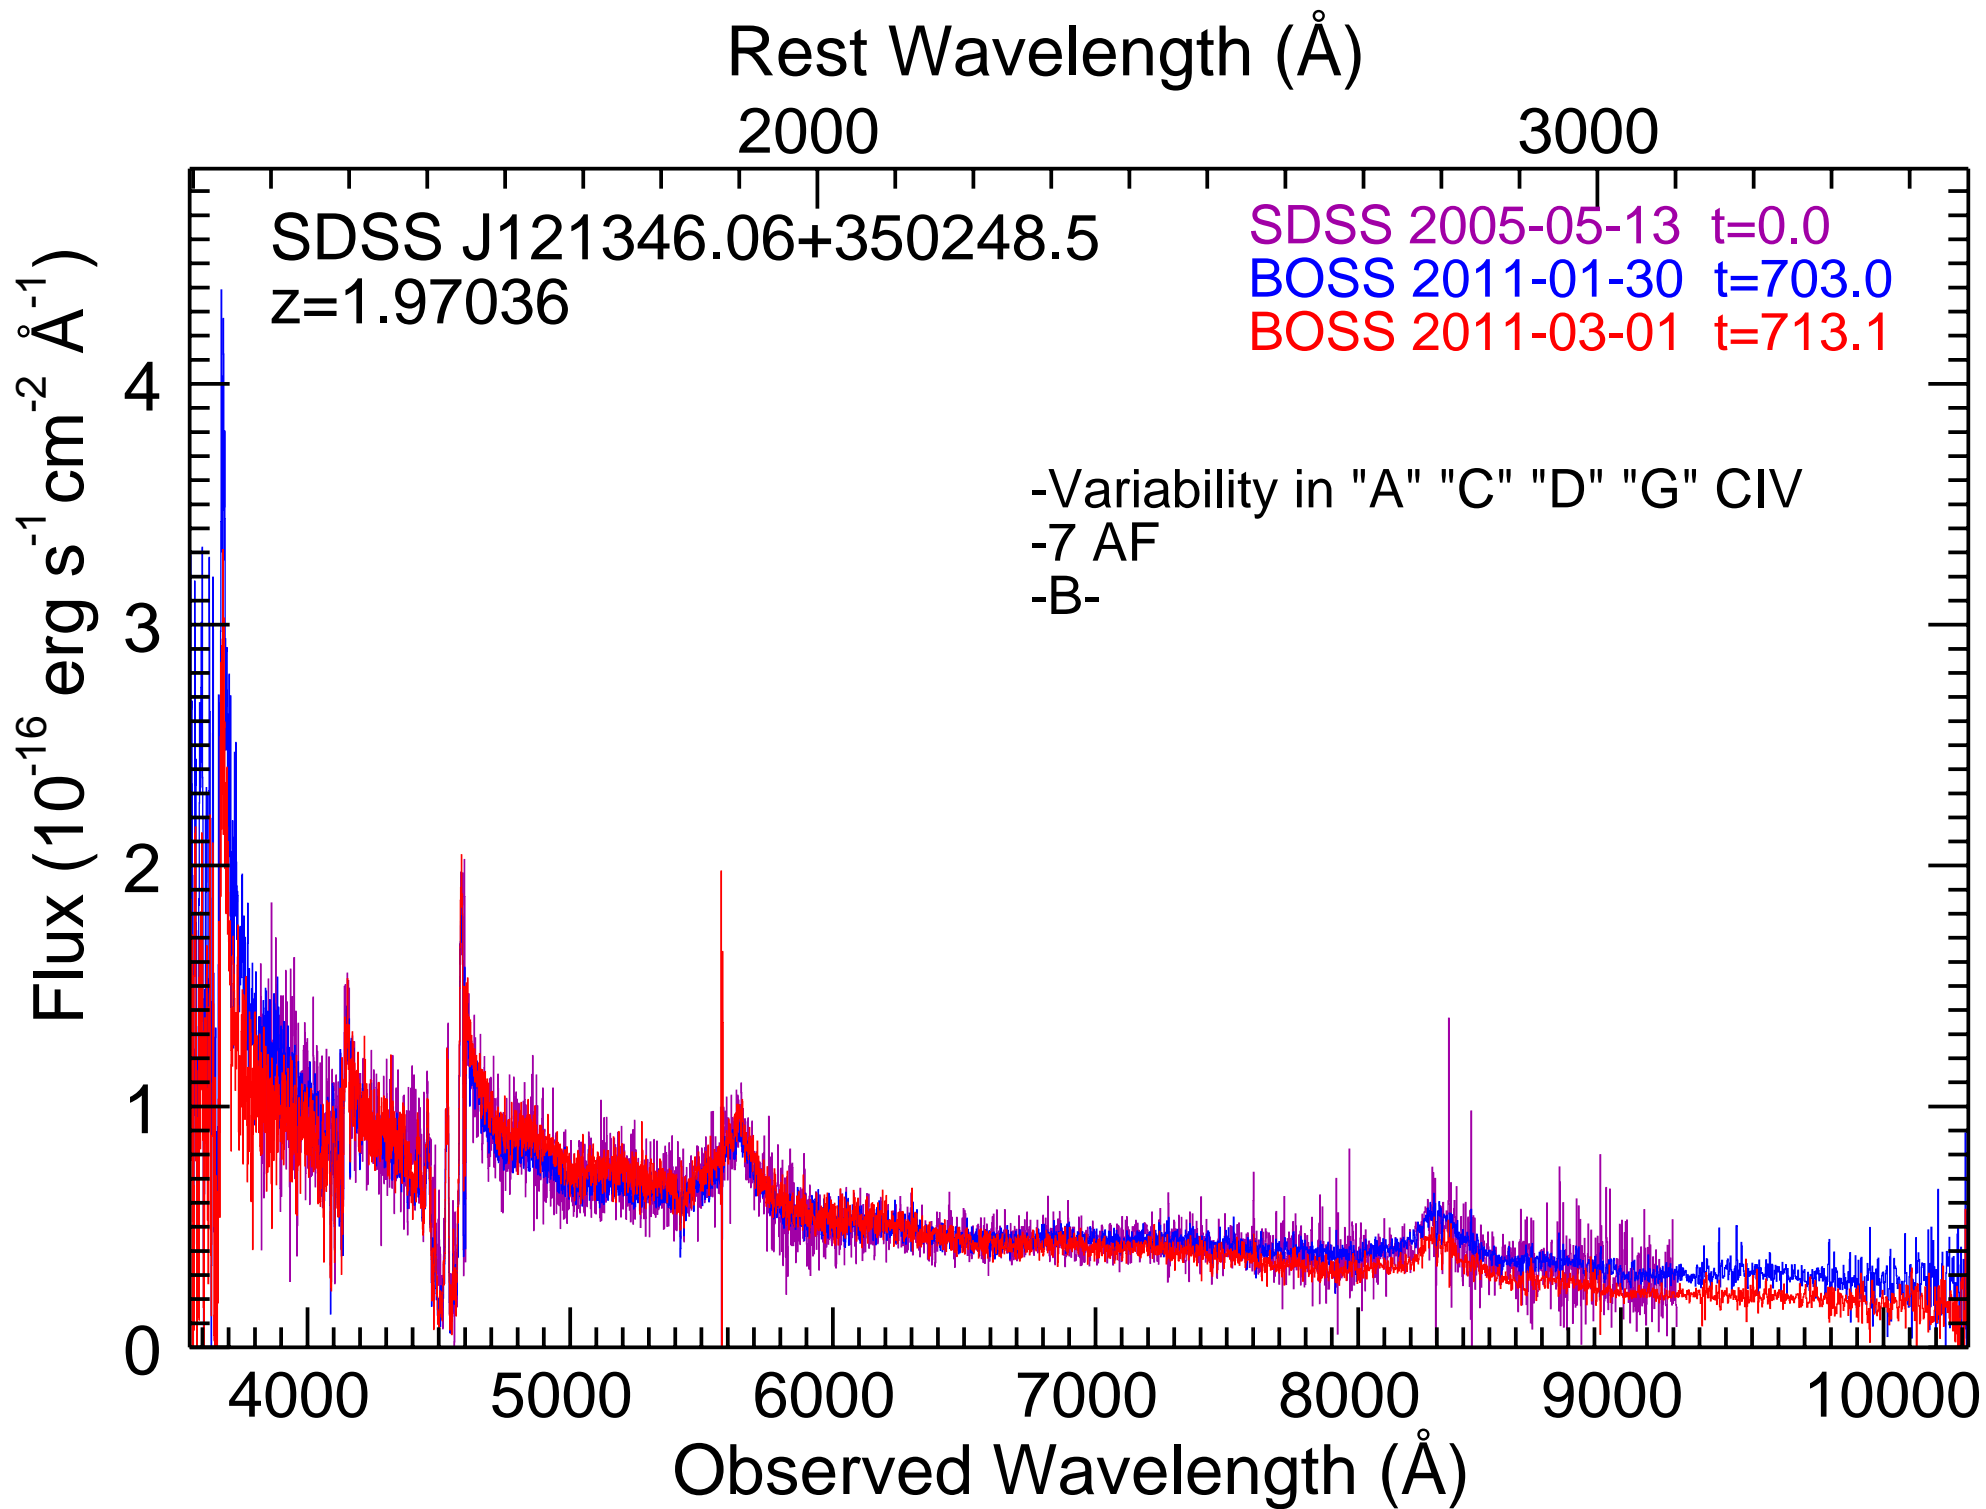 Rest Wavelength (Å)
2000 3000
SDSS J121346.06+350248.5
z=1.97036
SDSS 2005-05-13 t=0.0
BOSS 2011-01-30 t=703.0
BOSS 2011-03-01 t=713.1
-Variability in "A" "C" "D" "G" CIV
-7 AF
-B-
Flux (10⁻¹⁶ erg s⁻¹ cm⁻² Å⁻¹)
4
3
2
1
0
4000 5000 6000 7000 8000 9000 10000
Observed Wavelength (Å)